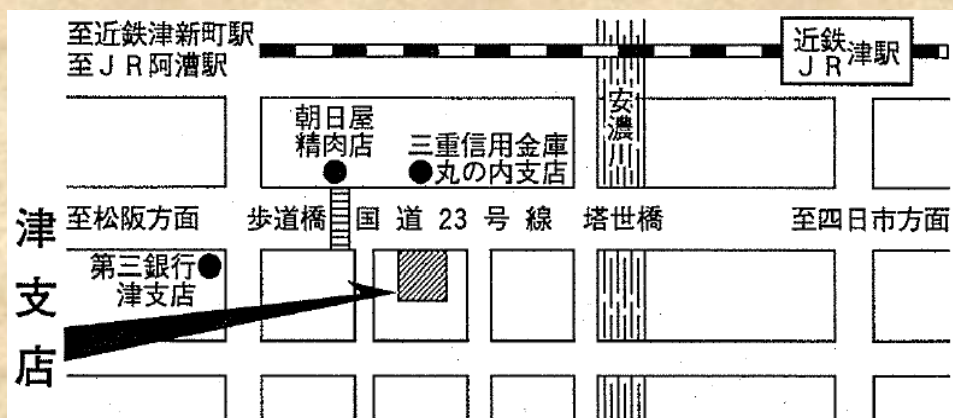 至近鉄津新町駅
至JR阿漕駅
近鉄
JR
津駅
安濃川
朝日屋
精肉店
三重信用金庫
丸の内支店
至松阪方面
歩道橋
国道23号線
塔世橋
至四日市方面
第三銀行
津支店
津支店